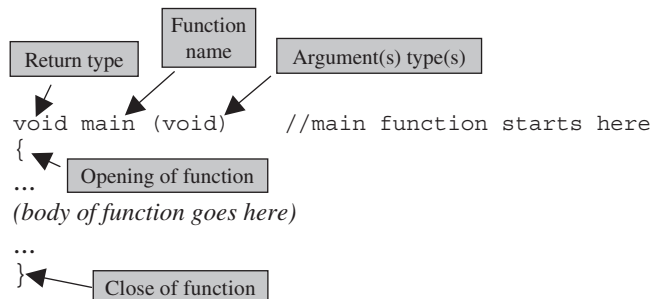 Function
name
Return type
Argument(s) type(s)
void main (void) //main function starts here
{
Opening of function
...
(body of function goes here)
...
}
Close of function